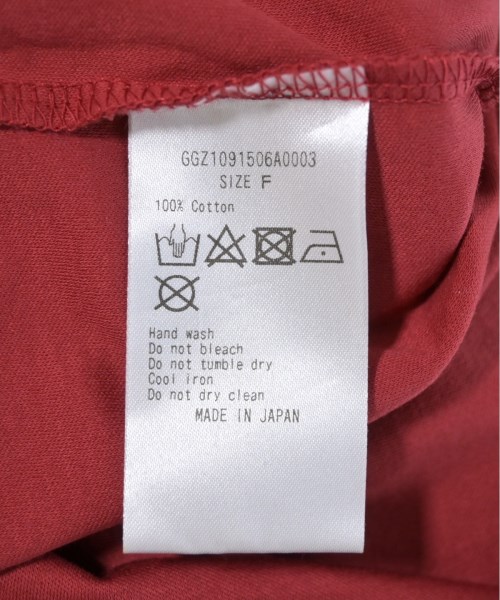 GGZ1091506A0003
SIZE F
100% Cotton
Hand wash
Do not bleach
Do not tumble dry
Cool iron
Do not dry clean
MADE IN JAPAN